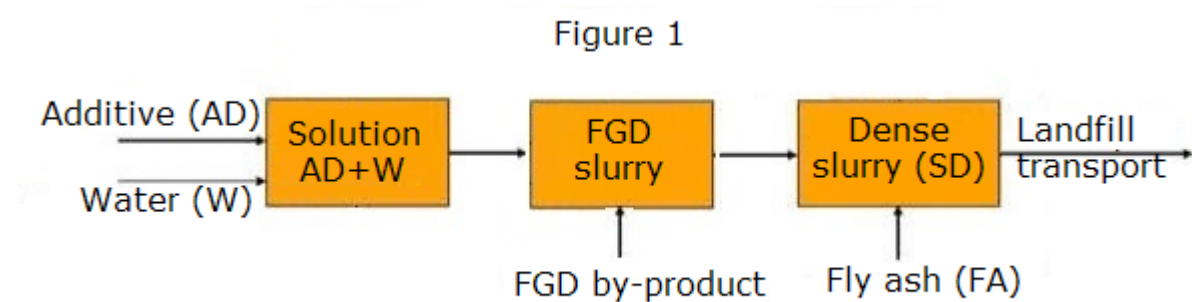 Figure 1
Additive (AD)
Water (W)
Solution
AD+W
FGD
slurry
FGD by-product
Dense
slurry (SD)
Fly ash (FA)
Landfill
transport